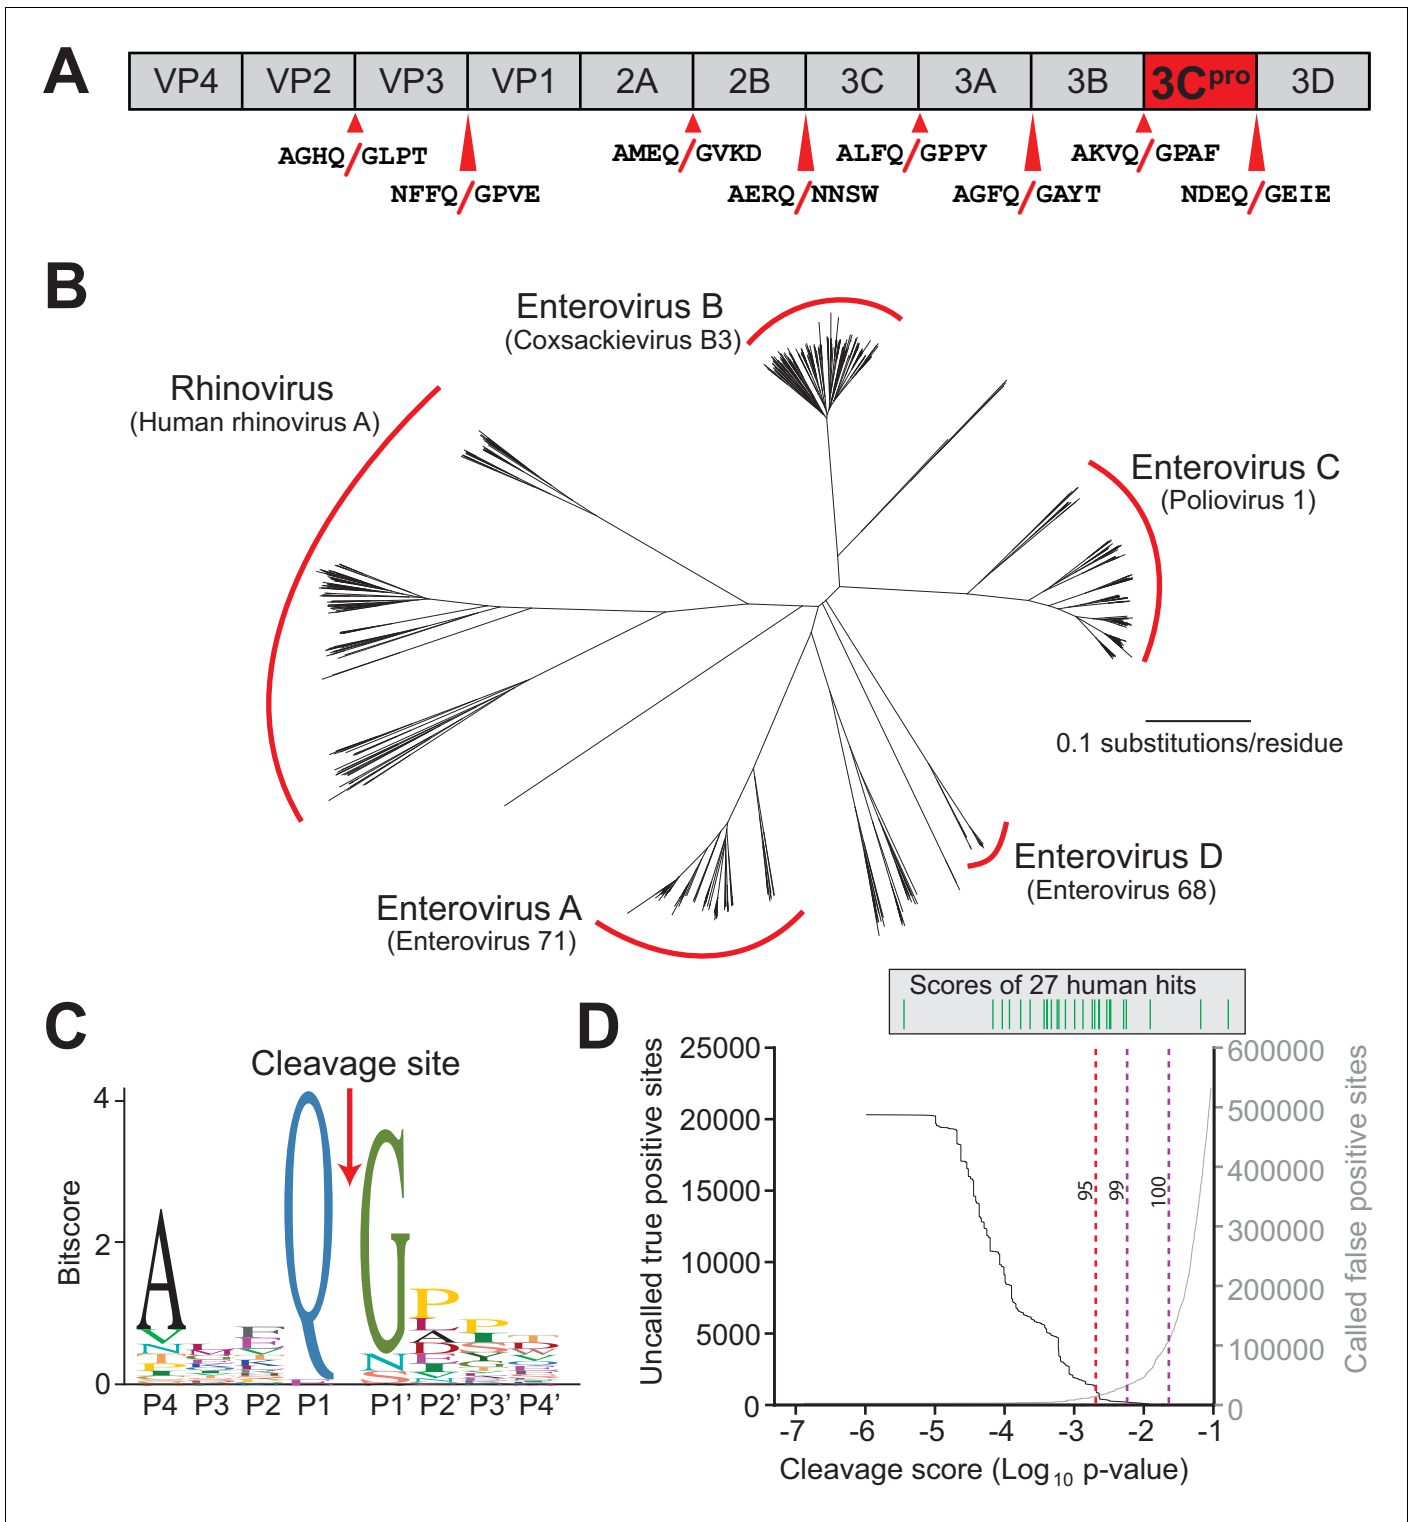 A
VP4 VP2 VP3 VP1 2A 2B 3C 3A 3B 3Cpro 3D
AGHQ/GLPT AMEQ/GVKD ALFQ/GPPV AKVQ/GPAF
NFFQ/GPVE AERQ/NNSW AGFQ/GAYT NDEQ/GEIE
B
Enterovirus B
(Coxsackievirus B3)
Rhinovirus
(Human rhinovirus A)
Enterovirus C
(Poliovirus 1)
0.1 substitutions/residue
Enterovirus D
(Enterovirus 68)
Enterovirus A
(Enterovirus 71)
C
Cleavage site
Bitscore
4
2
0
A
Q
G
P
P4 P3 P2 P1 P1' P2' P3' P4'
D
Scores of 27 human hits
Uncalled true positive sites
25000
20000
15000
10000
5000
0
95
99
100
600000
500000
400000
300000
200000
100000
0
Called false positive sites
-7 -6 -5 -4 -3 -2 -1
Cleavage score (Log10 p-value)